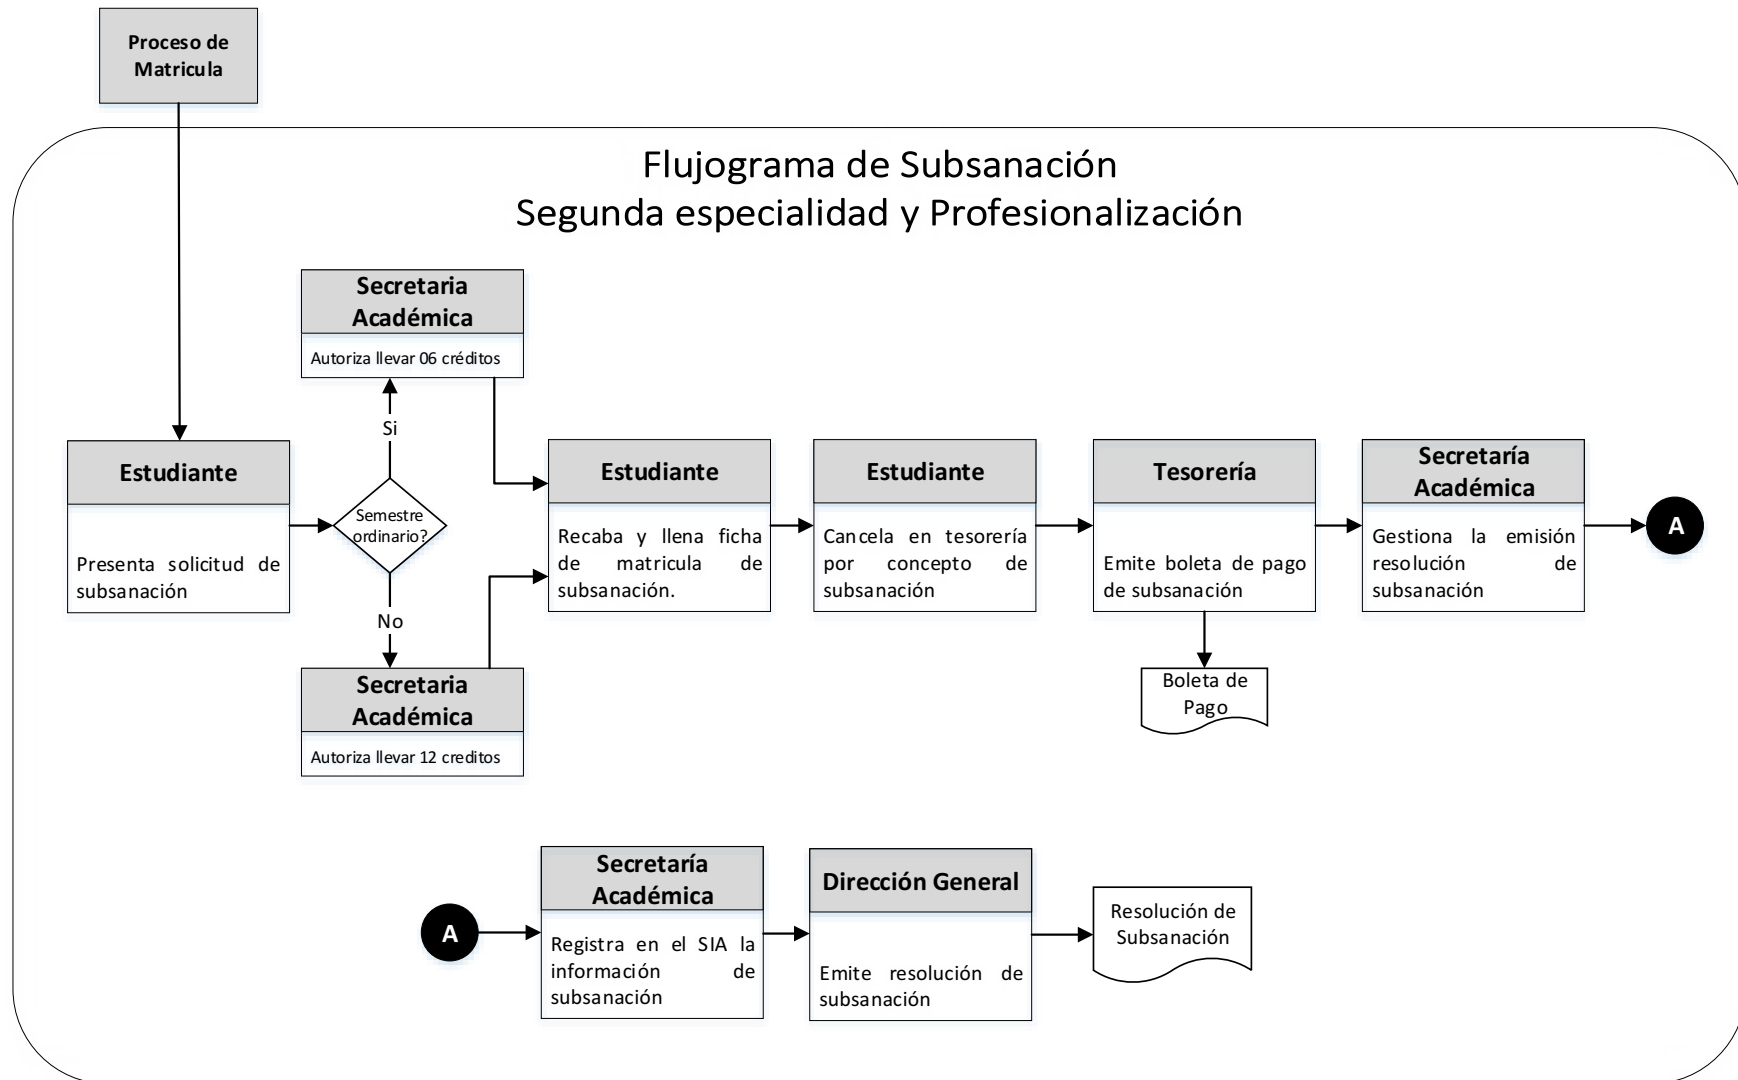 Proceso de
Matricula
Flujograma de Subsanación
Segunda especialidad y Profesionalización
Secretaria
Académica
Autoriza llevar 06 créditos
Si
Estudiante
Presenta solicitud de
subsanación
Semestre
ordinario?
No
Secretaria
Académica
Autoriza llevar 12 creditos
Estudiante
Recaba y llena ficha
de matricula de
subsanación.
Estudiante
Cancela en tesorería
por concepto de
subsanación
Tesorería
Emite boleta de pago
de subsanación
Boleta de
Pago
Secretaría
Académica
Gestiona la emisión
resolución de
subsanación
A
A
Secretaría
Académica
Registra en el SIA la
información de
subsanación
Dirección General
Emite resolución de
subsanación
Resolución de
Subsanación